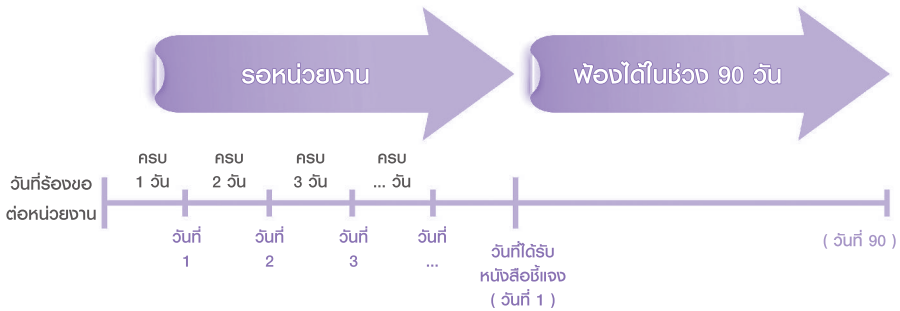 รอหน่วยงาน
ฟ้องได้ในช่วง 90 วัน
ครบ
1 วัน
ครบ
2 วัน
ครบ
3 วัน
ครบ
... วัน
วันที่ร้องขอ
ต่อหน่วยงาน
วันที่
1
วันที่
2
วันที่
3
วันที่
...
วันที่ได้รับ
หนังสือชี้แจง
( วันที่ 1 )
( วันที่ 90 )